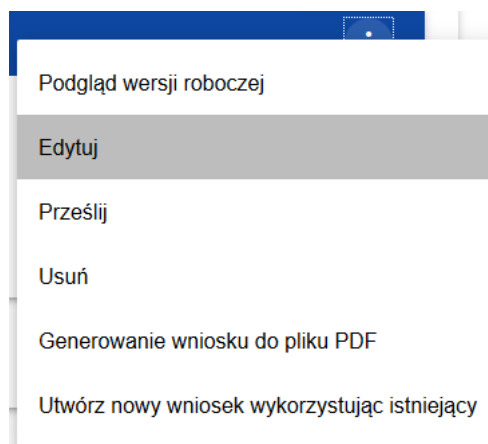 Podgląd wersji roboczej
Edytuj
Prześlij
Usuń
Generowanie wniosku do pliku PDF
Utwórz nowy wniosek wykorzystując istniejący